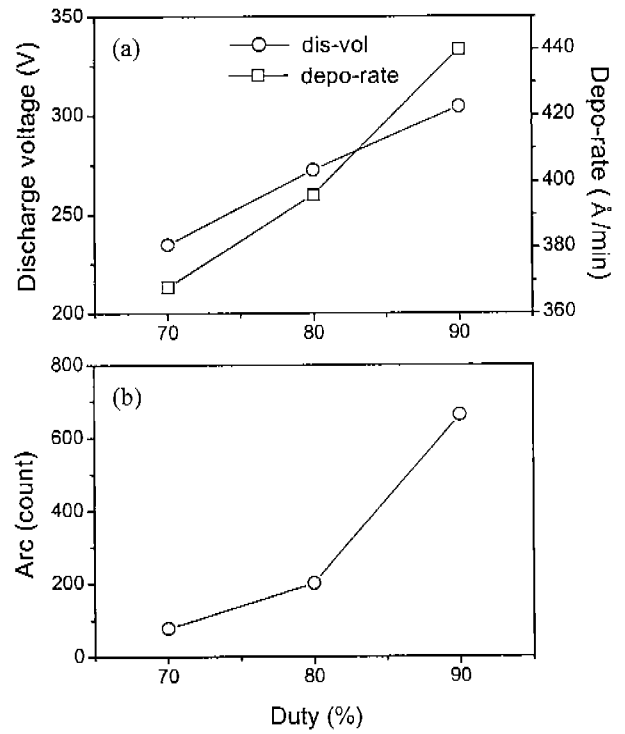 (a)
dis-vol
depo-rate
Discharge voltage (V)
350
300
250
200
Depo-rate ( Å/min)
440
420
400
380
360
70 80 90
(b)
Arc (count)
800
600
400
200
0
70 80 90
Duty (%)